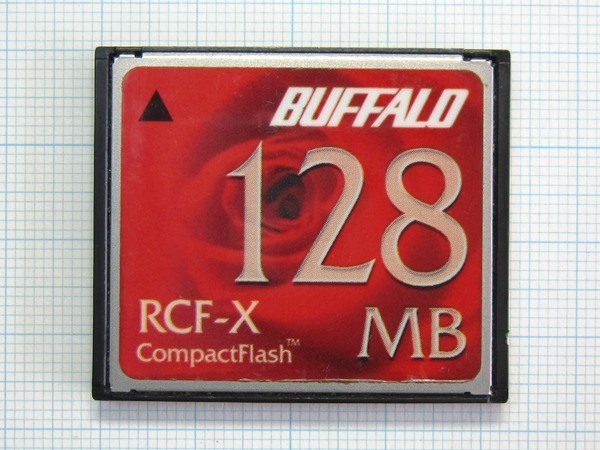 BUFFALO
128
MB
RCF-X
CompactFlash™